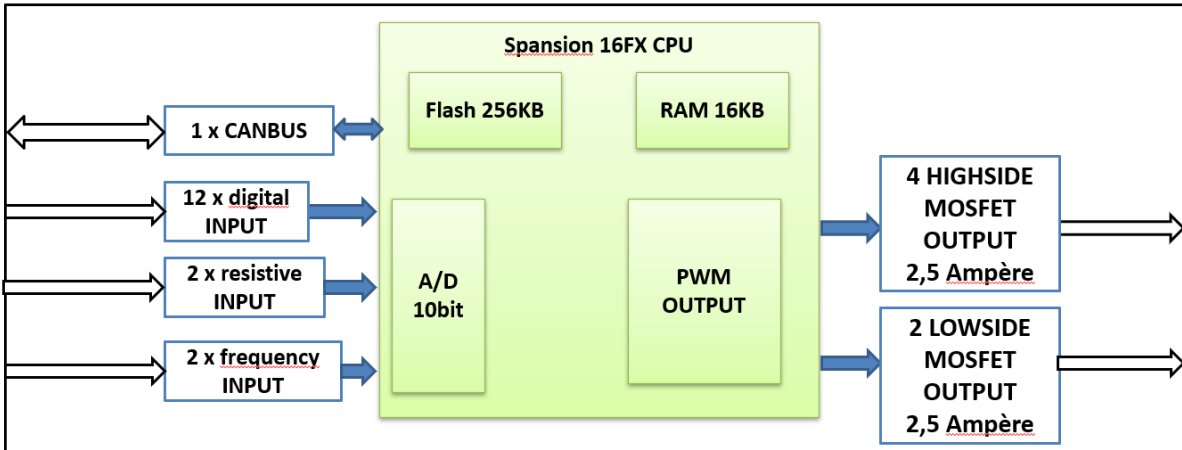 Spansion 16FX CPU
Flash 256KB
RAM 16KB
1 x CANBUS
12 x digital
INPUT
2 x resistive
INPUT
2 x frequency
INPUT
A/D
10bit
PWM
OUTPUT
4 HIGHSIDE
MOSFET
OUTPUT
2,5 Ampère
2 LOWSIDE
MOSFET
OUTPUT
2,5 Ampère